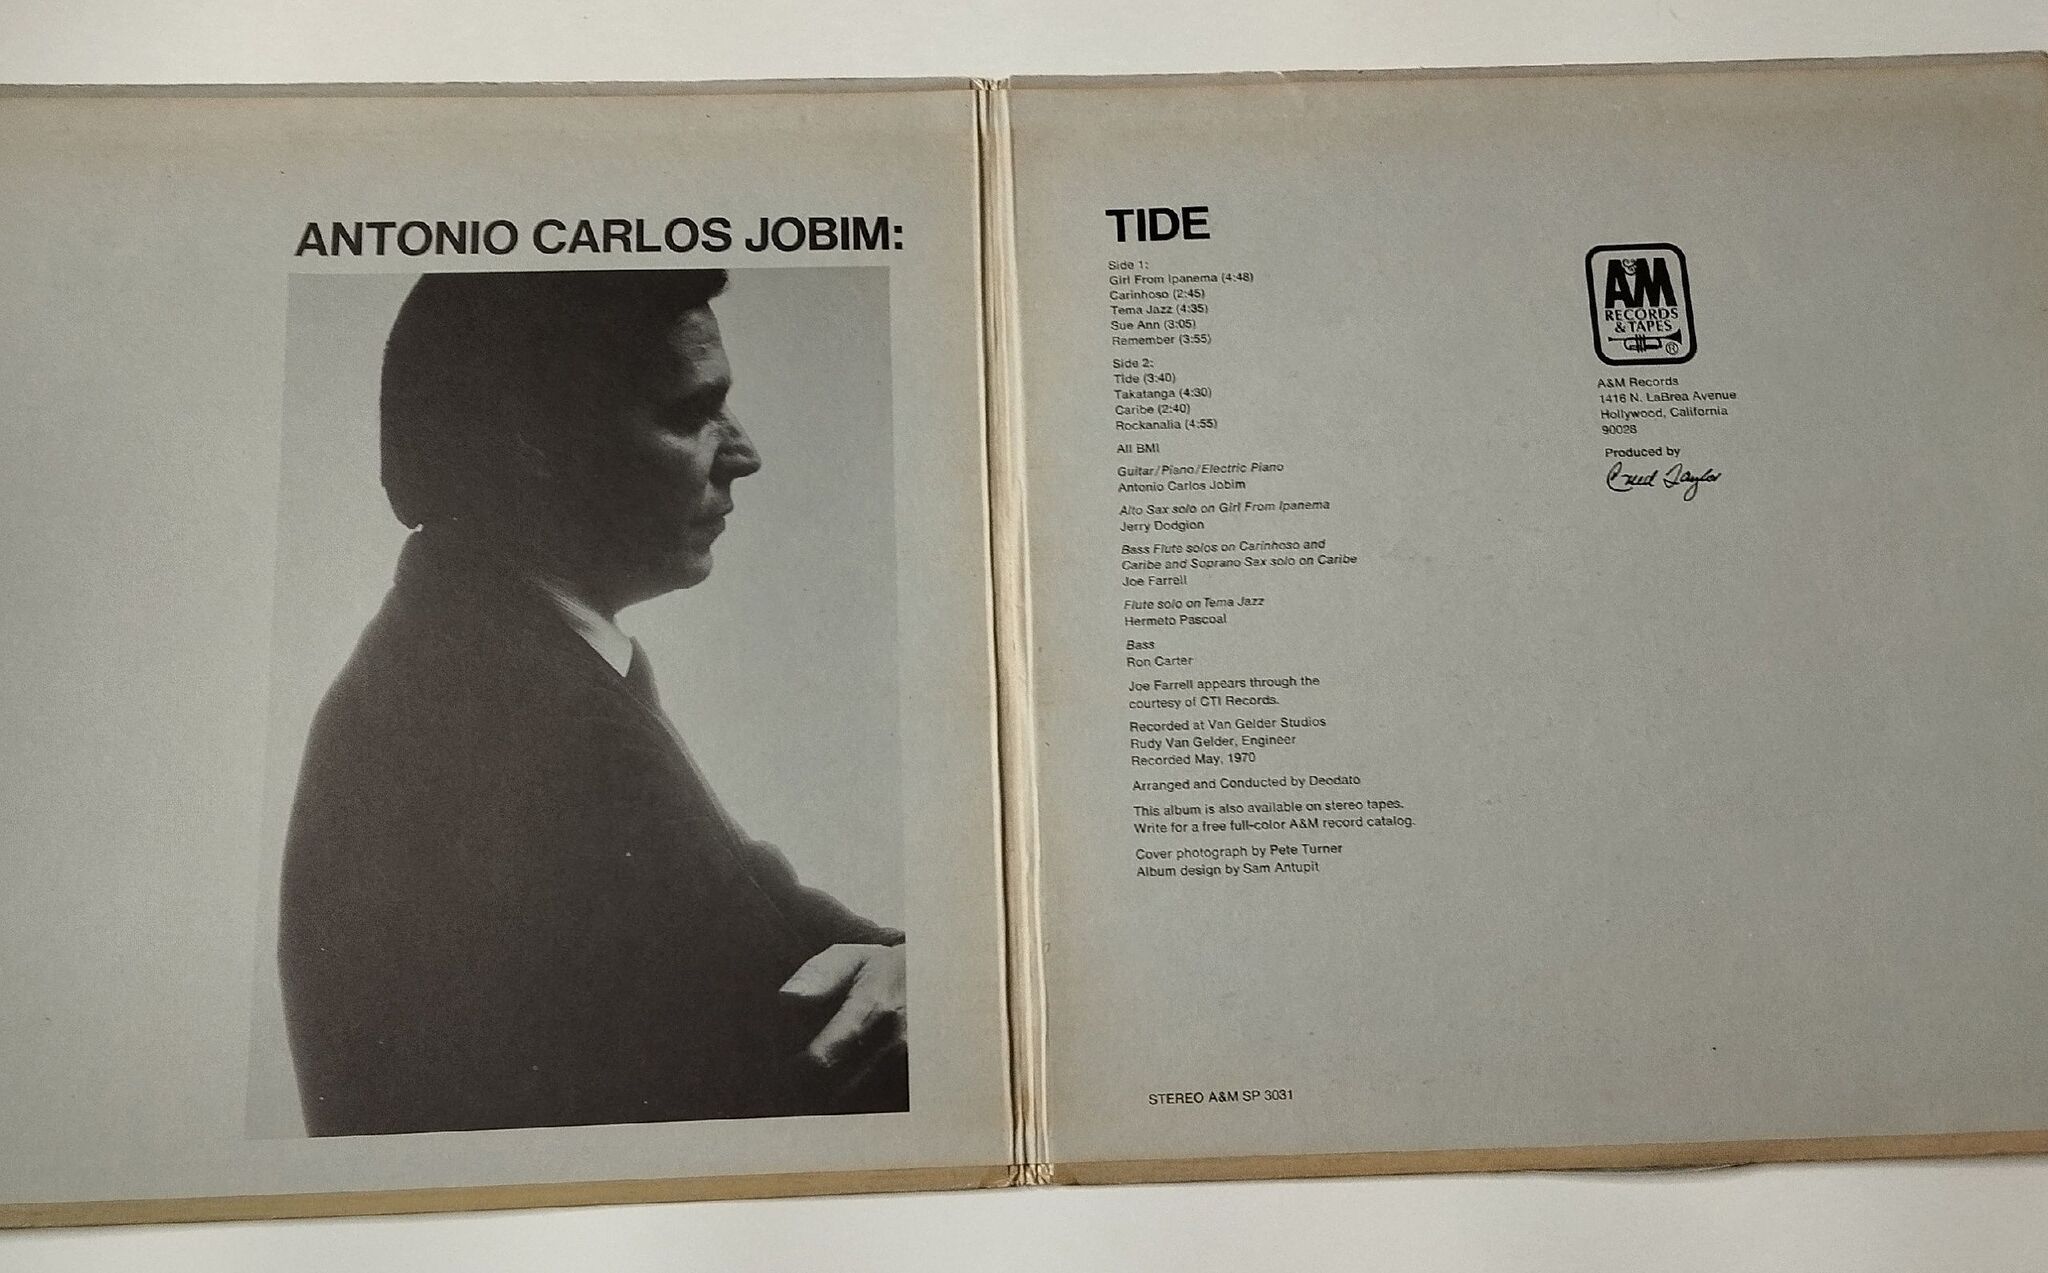 ANTONIO CARLOS JOBIM:
TIDE
Side 1:
Girl From Ipanema (4:48)
Carinhoso (2:45)
Tema Jazz (4:35)
Sue Ann (3:05)
Remember (3:55)
Side 2:
Tide (3:40)
Takatanga (4:30)
Caribe (2:40)
Rockanalia (4:55)
All BMI
Guitar/Piano/Electric Piano
Antonio Carlos Jobim
Alto Sax solo on Girl From Ipanema
Jerry Dodgion
Bass Flute solos on Carinhoso and
Caribe and Soprano Sax solo on Caribe
Joe Farrell
Flute solo on Tema Jazz
Hermeto Pascoal
Bass
Ron Carter
Joe Farrell appears through the
courtesy of CTI Records.
Recorded at Van Gelder Studios
Rudy Van Gelder, Engineer
Recorded May, 1970
Arranged and Conducted by Deodato
This album is also available on stereo tapes.
Write for a free full-color A&M record catalog.
Cover photograph by Pete Turner
Album design by Sam Antupit
STEREO A&M SP 3031
A&M
RECORDS
& TAPES
®
A&M Records
1416 N. LaBrea Avenue
Hollywood, California
90028
Produced by
Creed Taylor